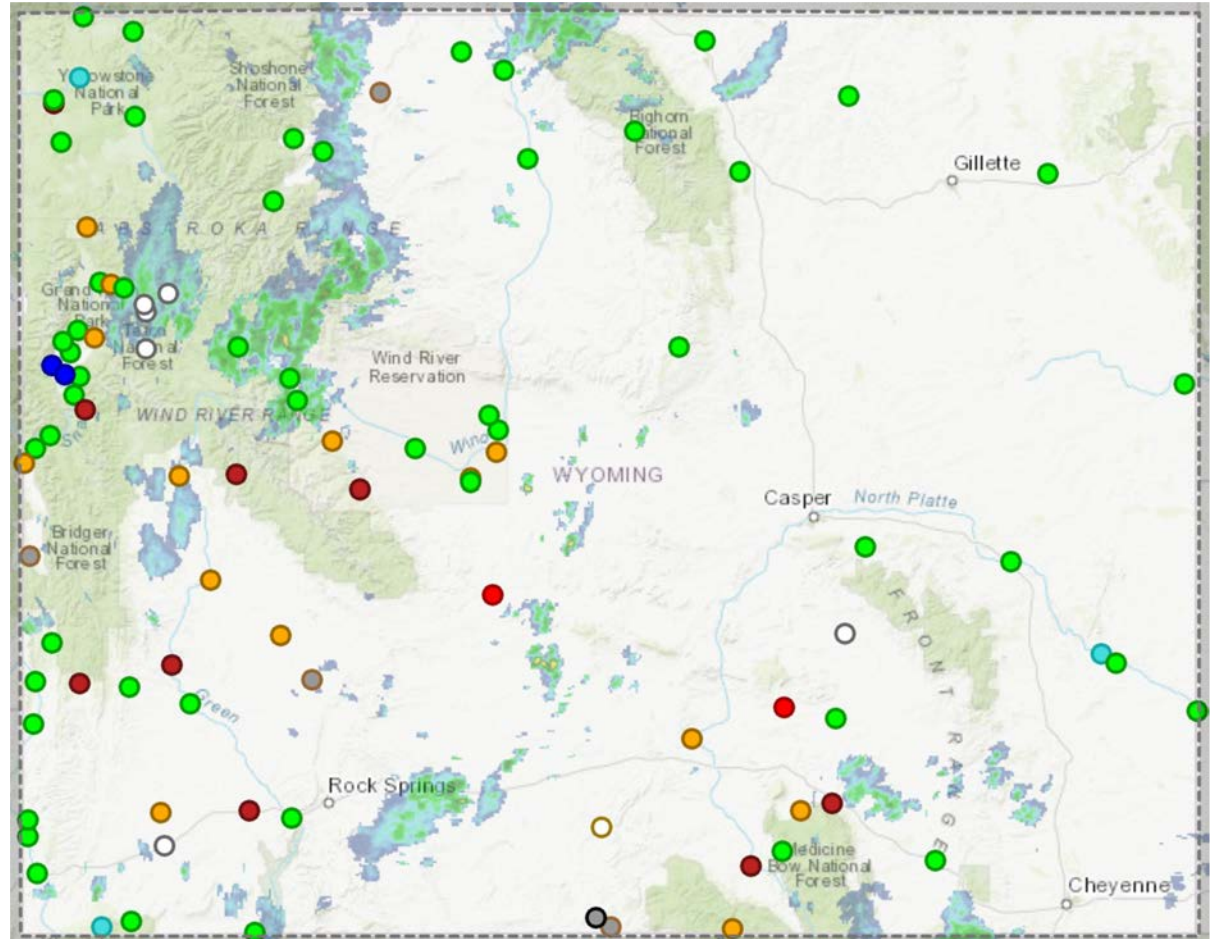 Yellowstone
National
Park
Shoshone
National
Forest
Bighorn
National
Forest
Gillette
ABSAROKA RANGE
Grand
National
Park
Teton
National
Forest
Wind River
Reservation
WIND RIVER RANGE
Snake
Wind
WYOMING
Casper
North Platte
Bridger
National
Forest
FRONT RANGE
Green
Rock Springs
Medicine
Bow National
Forest
Cheyenne